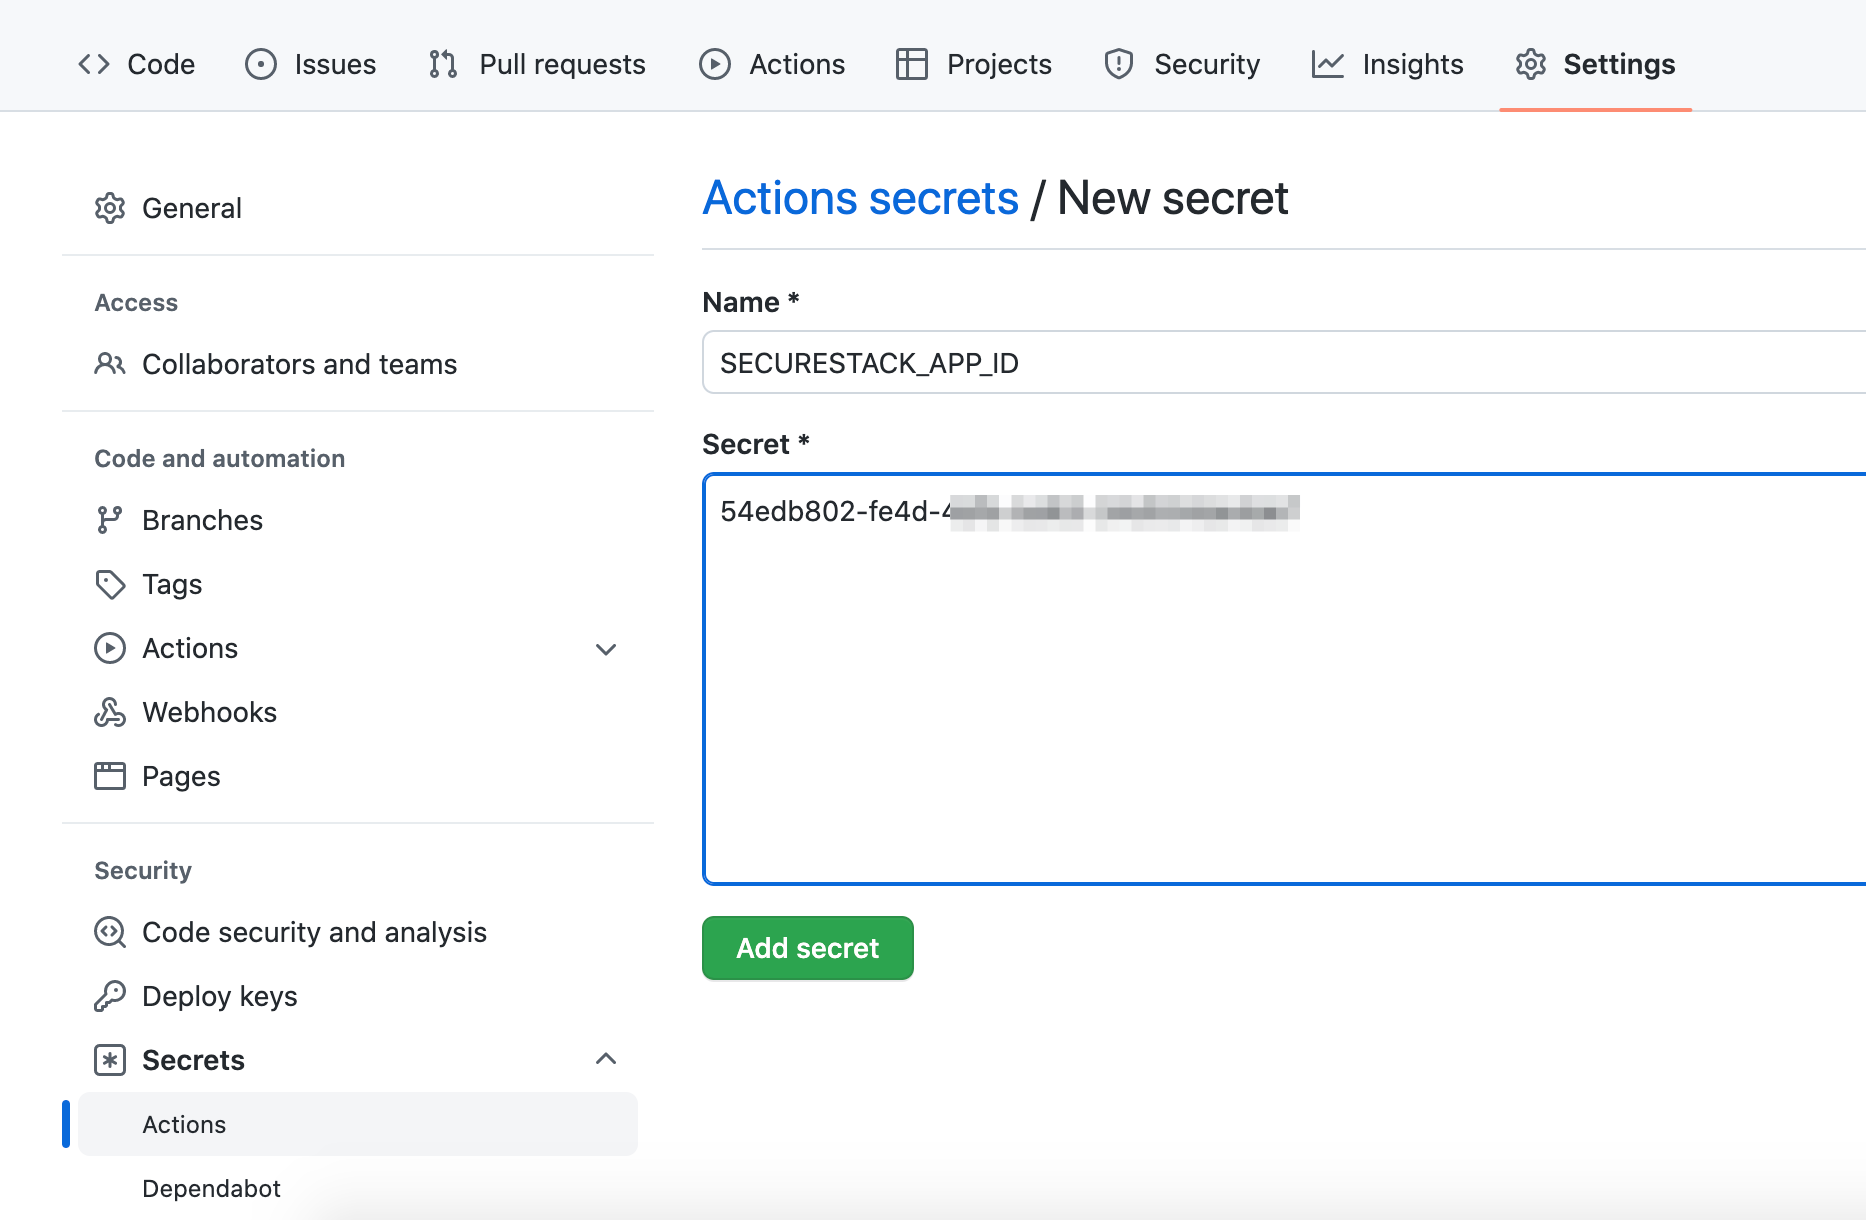 Code Issues Pull requests Actions Projects Security Insights Settings
General
Access
Collaborators and teams
Code and automation
Branches
Tags
Actions
Webhooks
Pages
Security
Code security and analysis
Deploy keys
Secrets
Actions
Dependabot
Actions secrets / New secret
Name *
SECURESTACK_APP_ID
Secret *
54edb802-fe4d-4
Add secret